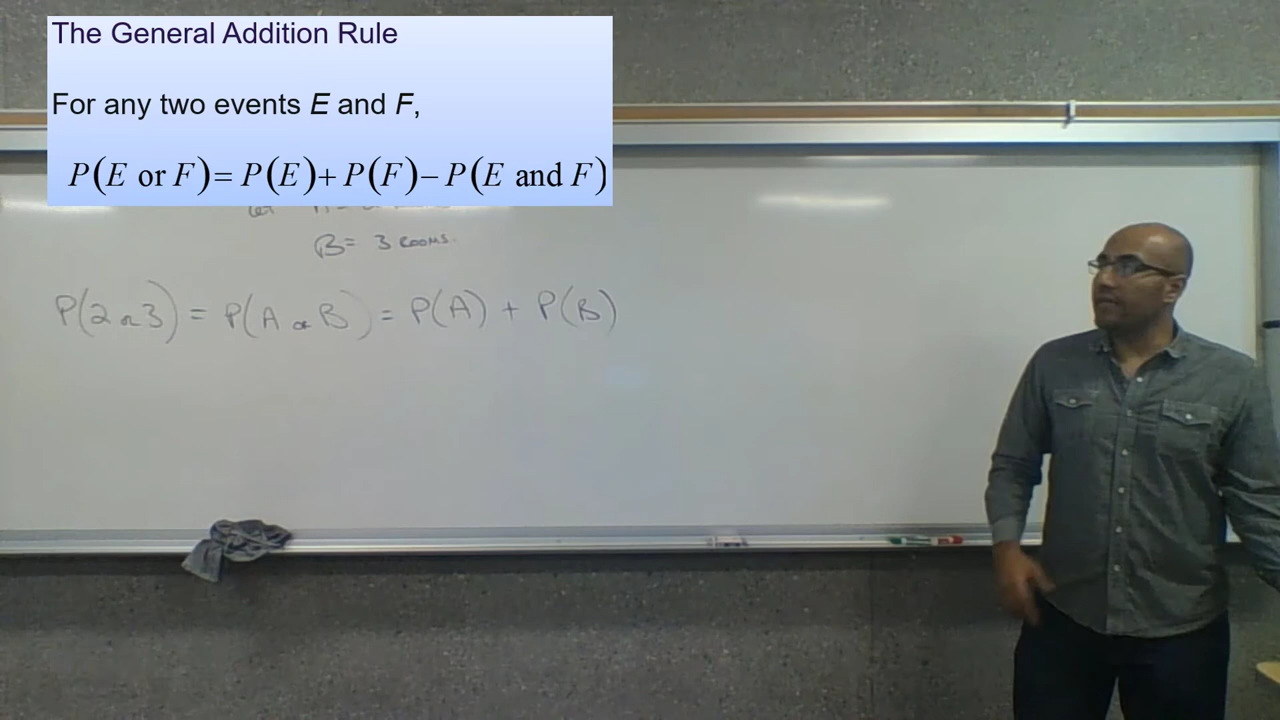 The General Addition Rule
For any two events E and F,
P(E or F)= P(E)+ P(F)− P(E and F)
B= 3 ROOMS.
P(2 or 3) = P(A or B) = P(A) + P(B)